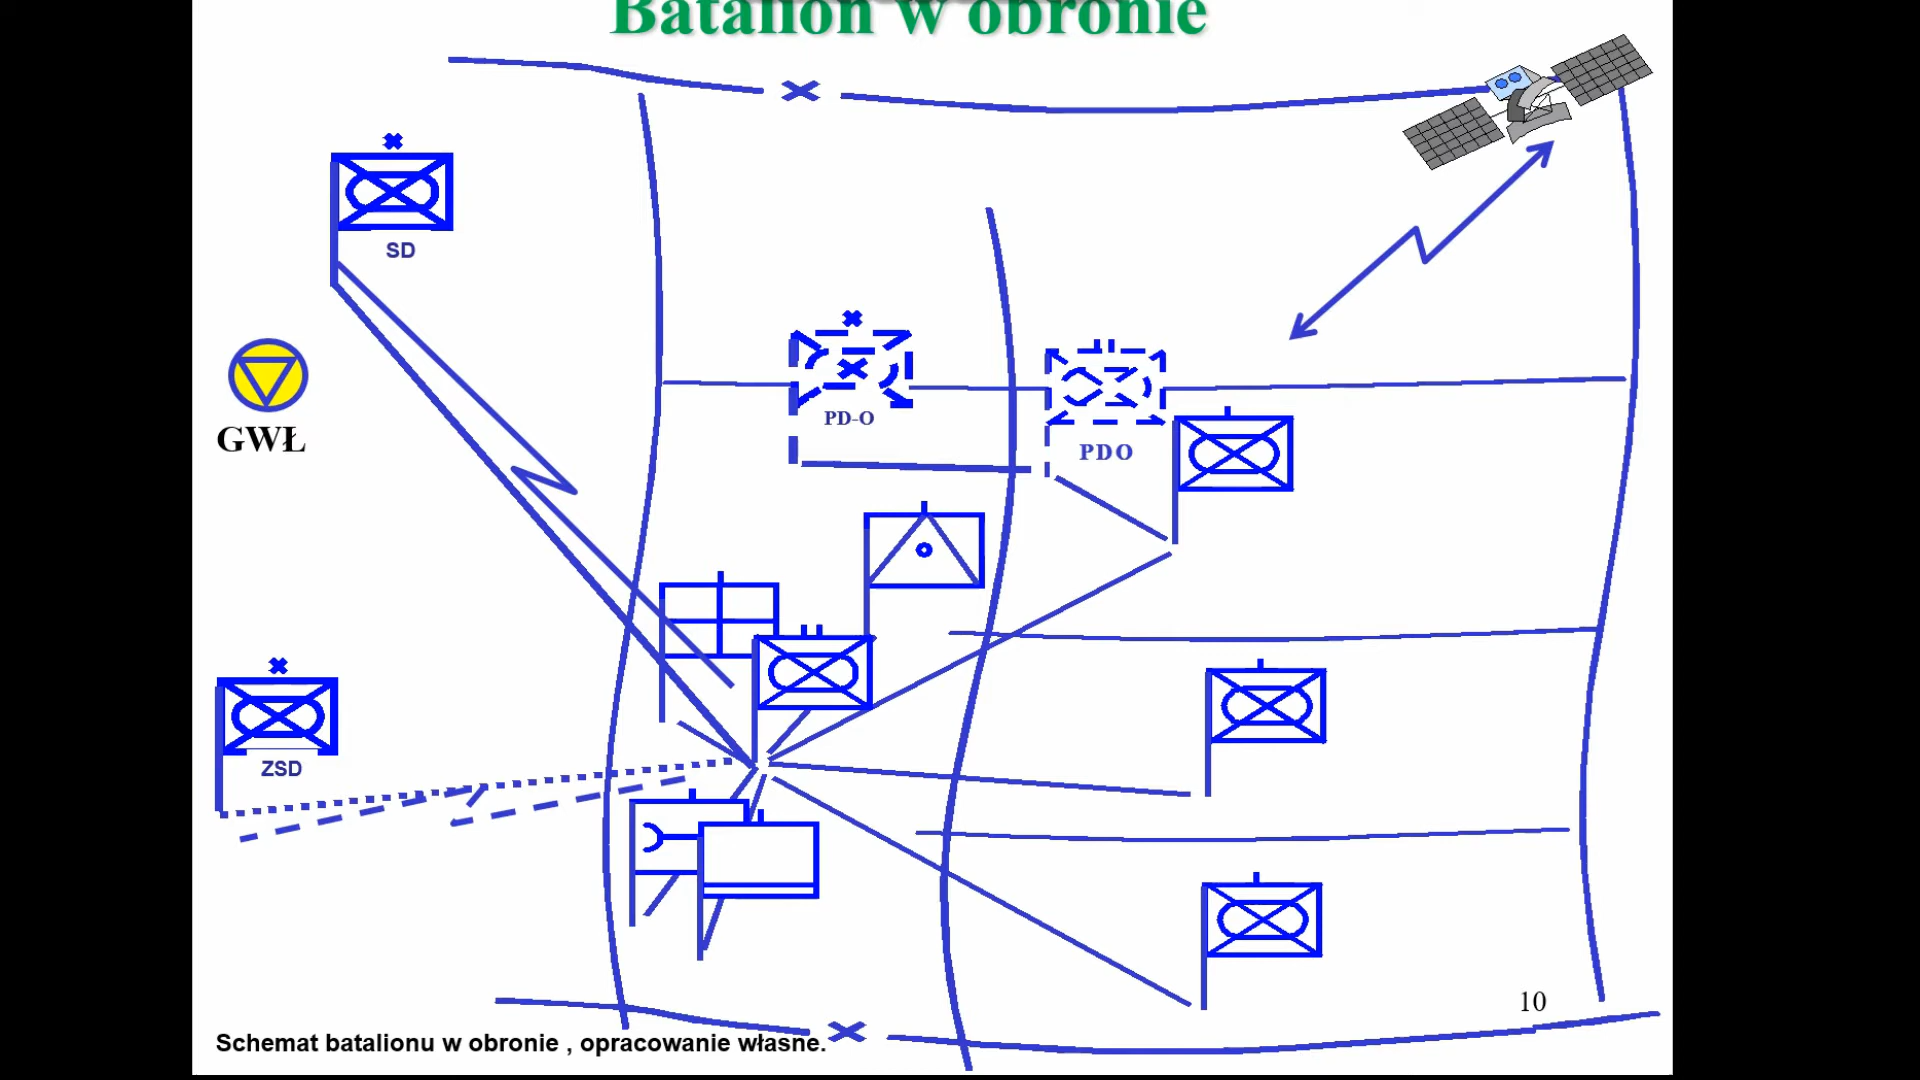 Batalion w obronie
SD
GWŁ
PD-O
PDO
ZSD
10
Schemat batalionu w obronie , opracowanie własne.